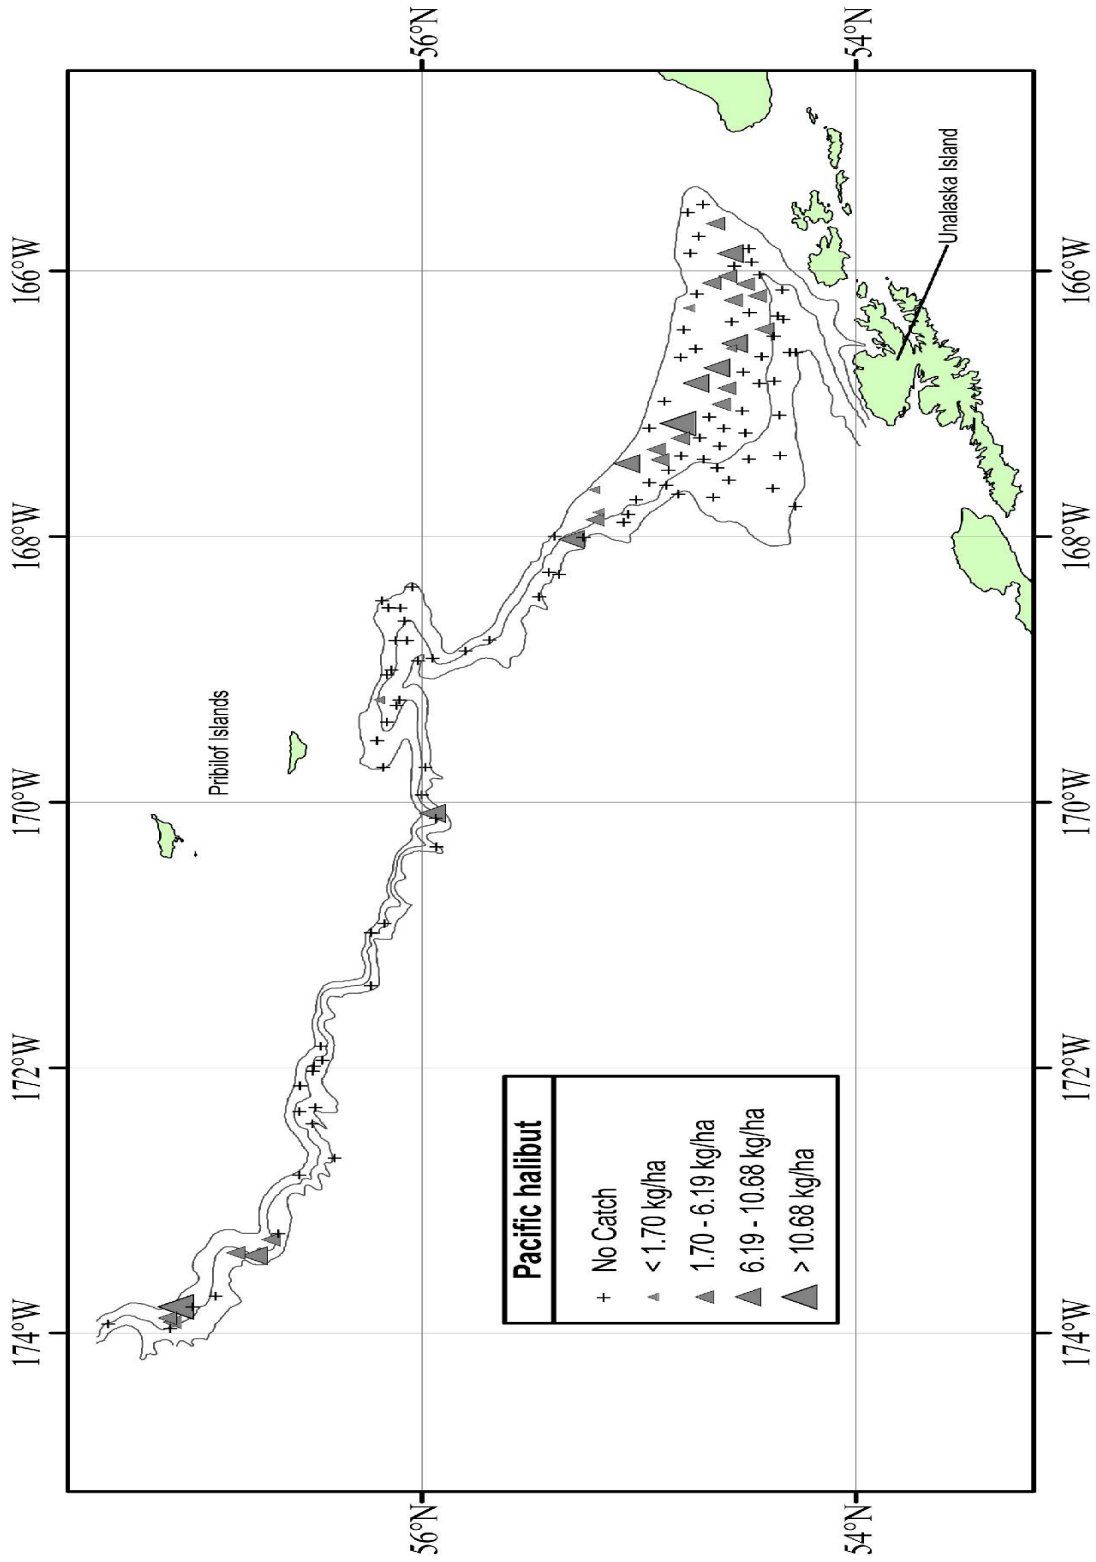 174°W
172°W
170°W
168°W
166°W
56°N
56°N
54°N
54°N
Pribilof Islands
Unalaska Island
Pacific halibut
No Catch
< 1.70 kg/ha
1.70 - 6.19 kg/ha
6.19 - 10.68 kg/ha
> 10.68 kg/ha
174°W
172°W
170°W
168°W
166°W